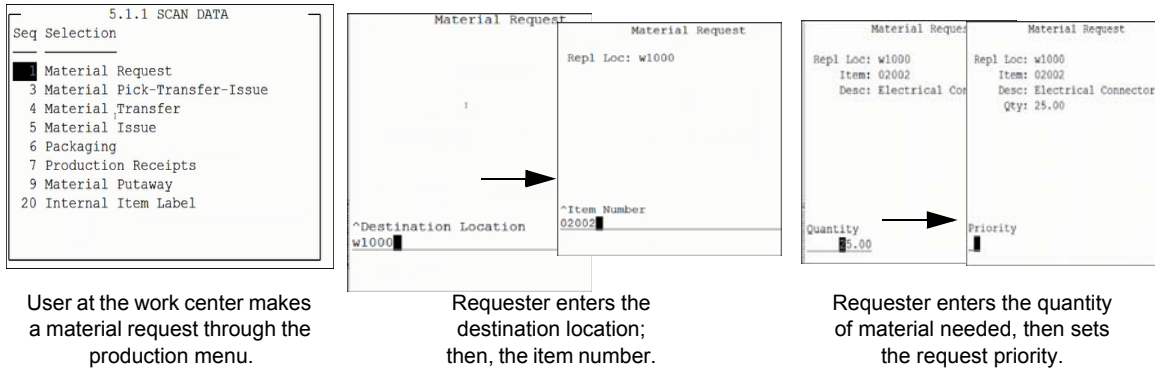 5.1.1 SCAN DATA
Seq Selection
1 Material Request
3 Material Pick-Transfer-Issue
4 Material Transfer
5 Material Issue
6 Packaging
7 Production Receipts
9 Material Putaway
20 Internal Item Label
User at the work center makes
a material request through the
production menu.
Material Request
^Destination Location
w1000
Material Request
Repl Loc: w1000
^Item Number
02002
Requester enters the
destination location;
then, the item number.
Material
Repl Loc: w1000
Item: 02002
Desc: Electrical
Quantity
25.00
Material Request
Repl Loc: w1000
Item: 02002
Desc: Electrical Connector
Qty: 25.00
Priority
Requester enters the quantity
of material needed, then sets
the request priority.